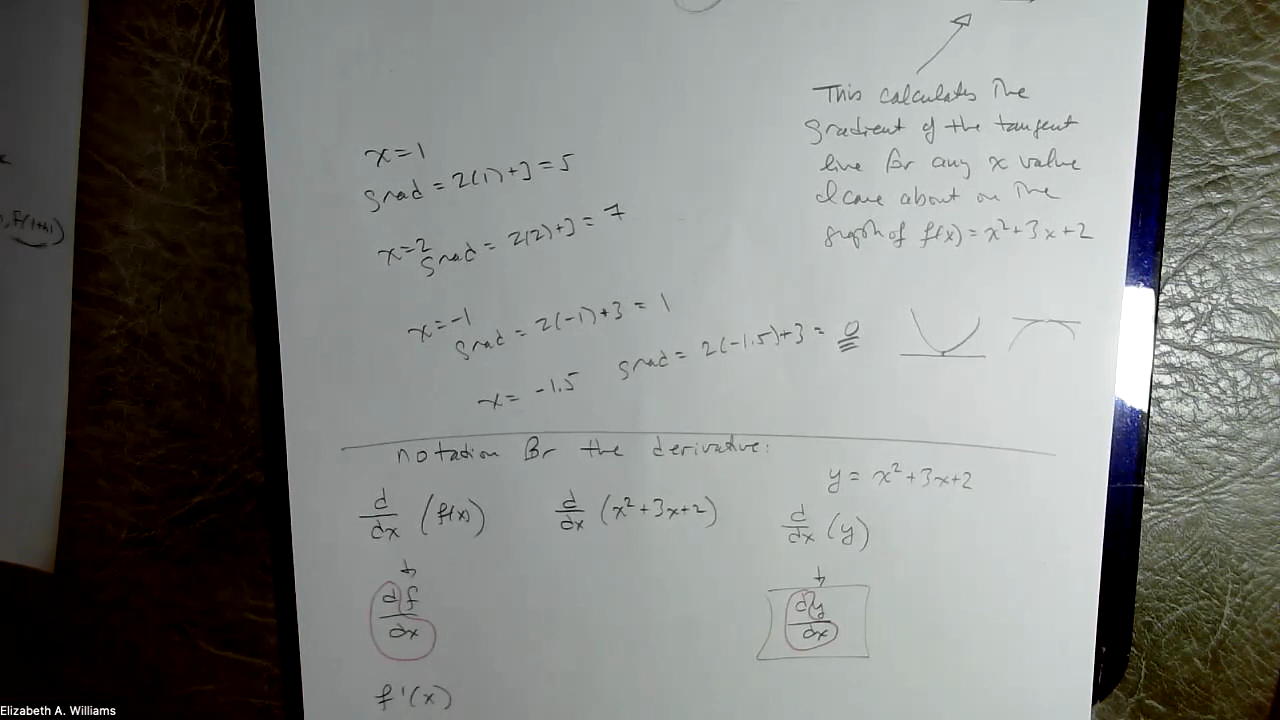 This calculates the
gradient of the tangent
line for any x value
I care about on the
graph of f(x) = x²+3x+2
x=1
grad = 2(1)+3 = 5
x=2
grad = 2(2)+3 = 7
x=-1
grad = 2(-1)+3 = 1
x= -1.5 grad = 2(-1.5)+3 = 0
notation for the derivative:
y = x²+3x+2
d/dx (f(x)) d/dx (x²+3x+2) d/dx (y)
df/dx dy/dx
f'(x)
, f(1+h))
Elizabeth A. Williams